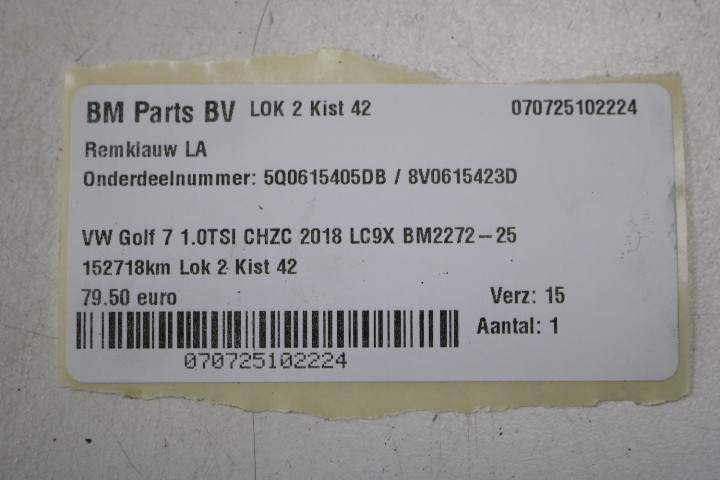 BM Parts BV LOK 2 Kist 42 070725102224
Remklauw LA
Onderdeelnummer: 5Q0615405DB / 8V0615423D
VW Golf 7 1.0TSI CHZC 2018 LC9X BM2272-25
152718km Lok 2 Kist 42
79.50 euro Verz: 15
Aantal: 1
070725102224